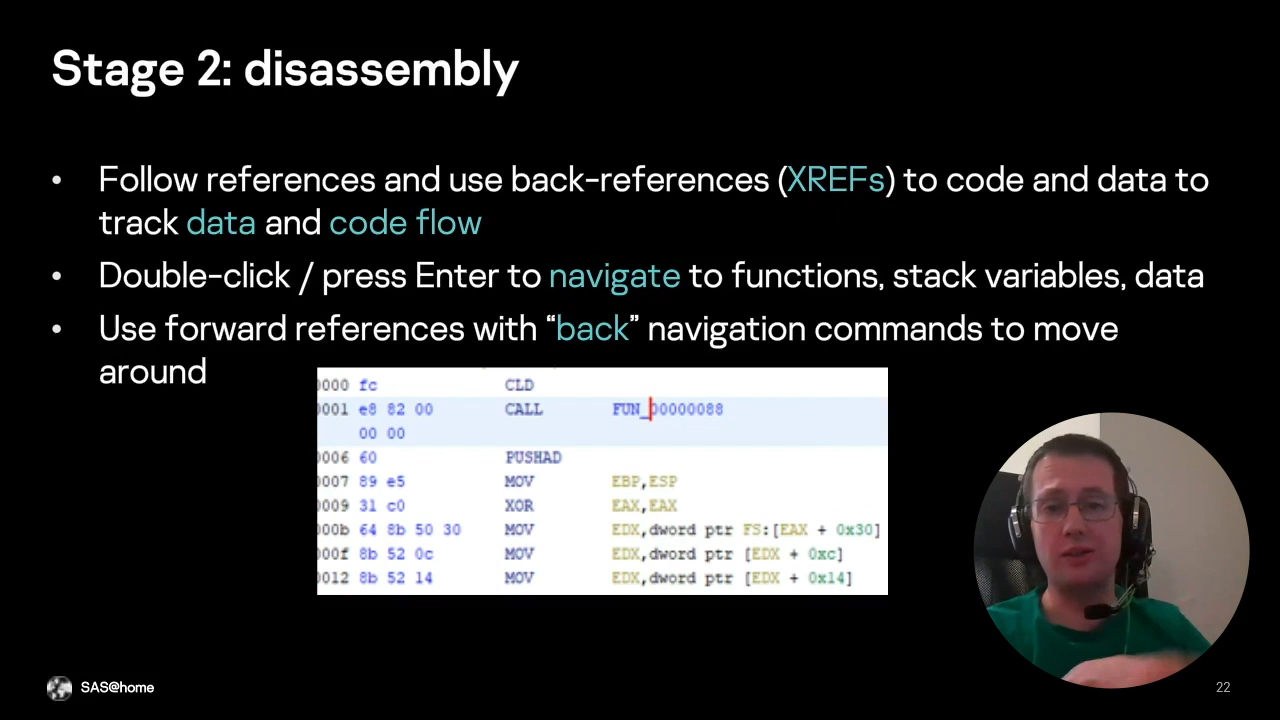 Stage 2: disassembly
• Follow references and use back-references (XREFs) to code and data to
track data and code flow
• Double-click / press Enter to navigate to functions, stack variables, data
• Use forward references with “back” navigation commands to move
around
0000 fc CLD
0001 e8 82 00 CALL FUN_00000088
00 00
0006 60 PUSHAD
0007 89 e5 MOV EBP,ESP
0009 31 c0 XOR EAX,EAX
000b 64 8b 50 30 MOV EDX,dword ptr FS:[EAX + 0x30]
000f 8b 52 0c MOV EDX,dword ptr [EDX + 0xc]
0012 8b 52 14 MOV EDX,dword ptr [EDX + 0x14]
SAS@home
22